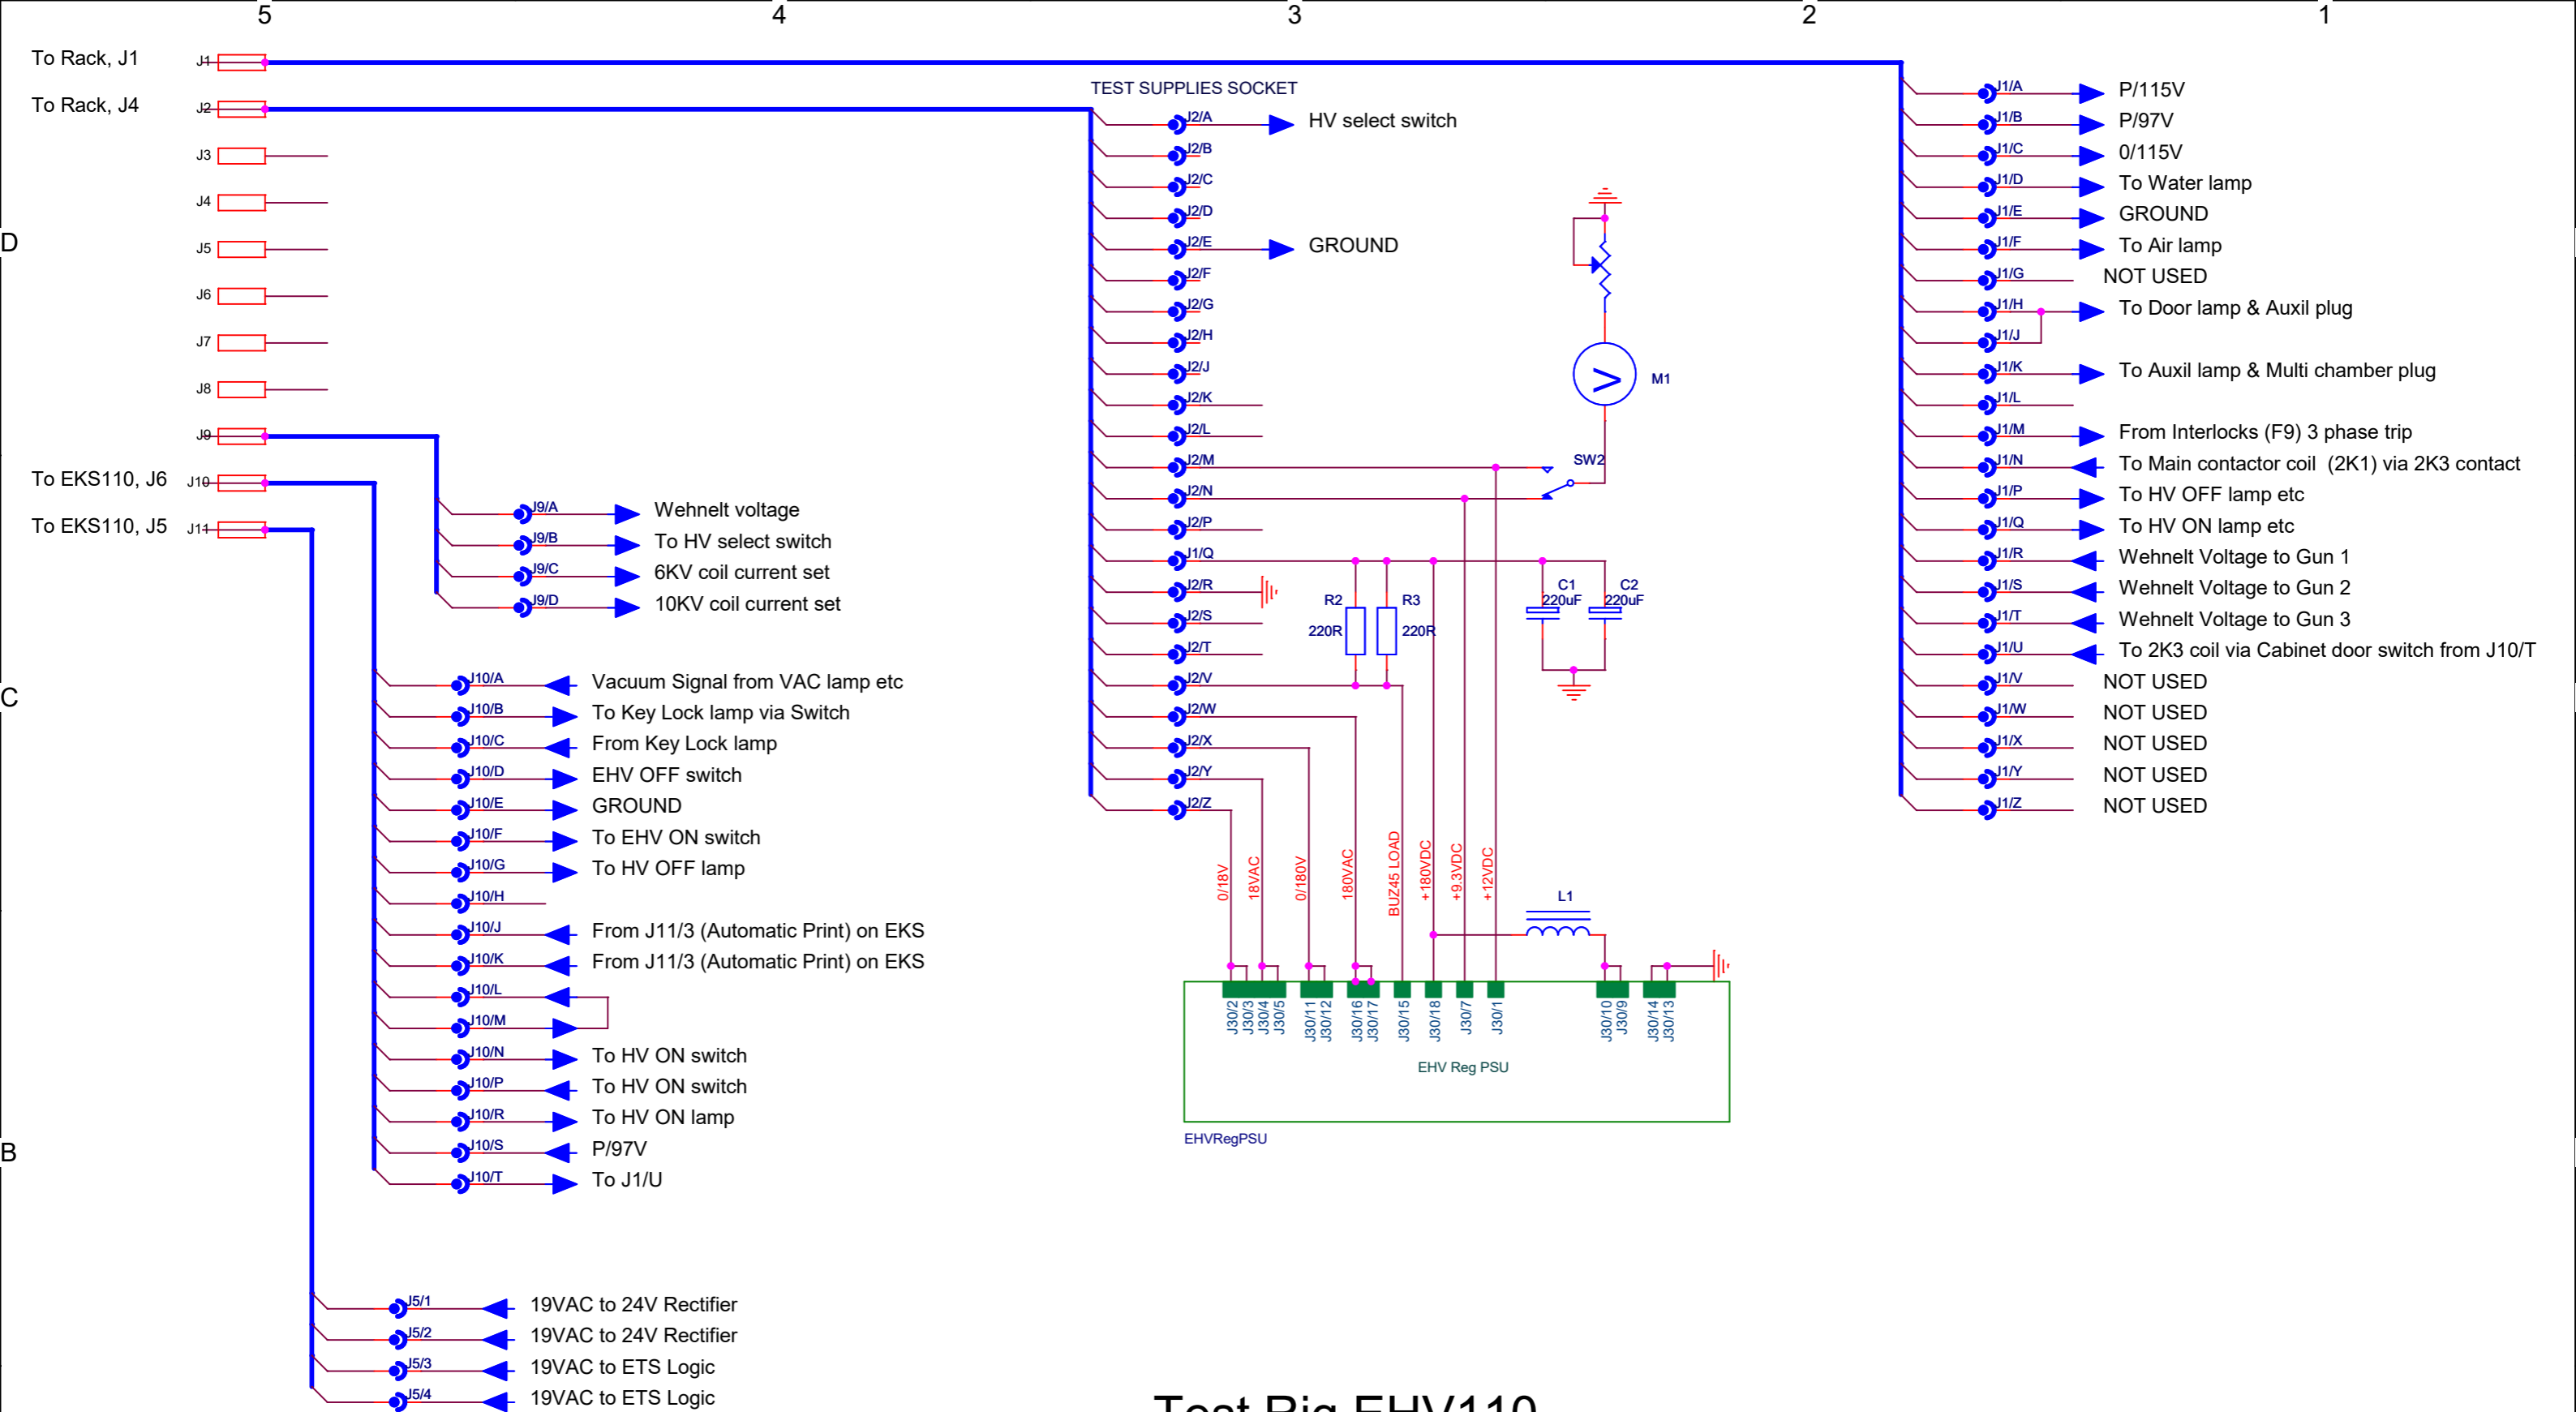 5 4 3 2 1
To Rack, J1 J1
To Rack, J4 J2
J3
J4
J5
J6
J7
J8
J9
To EKS110, J6 J10
To EKS110, J5 J11
D
C
B
J9/A Wehnelt voltage
J9/B To HV select switch
J9/C 6KV coil current set
J9/D 10KV coil current set
J10/A Vacuum Signal from VAC lamp etc
J10/B To Key Lock lamp via Switch
J10/C From Key Lock lamp
J10/D EHV OFF switch
J10/E GROUND
J10/F To EHV ON switch
J10/G To HV OFF lamp
J10/H
J10/J From J11/3 (Automatic Print) on EKS
J10/K From J11/3 (Automatic Print) on EKS
J10/L
J10/M
J10/N To HV ON switch
J10/P To HV ON switch
J10/R To HV ON lamp
J10/S P/97V
J10/T To J1/U
J5/1 19VAC to 24V Rectifier
J5/2 19VAC to 24V Rectifier
J5/3 19VAC to ETS Logic
J5/4 19VAC to ETS Logic
TEST SUPPLIES SOCKET
J2/A HV select switch
J2/B
J2/C
J2/D
J2/E GROUND
J2/F
J2/G
J2/H
J2/J
J2/K
J2/L
J2/M
J2/N
J2/P
J1/Q
J2/R
J2/S
J2/T
J2/V
J2/W
J2/X
J2/Y
J2/Z
V
M1
SW2
R2
220R
R3
220R
C1
220uF
C2
220uF
0/18V
18VAC
0/180V
180VAC
BUZ45 LOAD
+180VDC
+9.3VDC
+12VDC
L1
J30/2
J30/3
J30/4
J30/5
J30/11
J30/12
J30/16
J30/17
J30/15
J30/18
J30/7
J30/1
J30/10
J30/9
J30/14
J30/13
EHV Reg PSU
EHVRegPSU
J1/A P/115V
J1/B P/97V
J1/C 0/115V
J1/D To Water lamp
J1/E GROUND
J1/F To Air lamp
J1/G NOT USED
J1/H To Door lamp & Auxil plug
J1/J
J1/K To Auxil lamp & Multi chamber plug
J1/L
J1/M From Interlocks (F9) 3 phase trip
J1/N To Main contactor coil (2K1) via 2K3 contact
J1/P To HV OFF lamp etc
J1/Q To HV ON lamp etc
J1/R Wehnelt Voltage to Gun 1
J1/S Wehnelt Voltage to Gun 2
J1/T Wehnelt Voltage to Gun 3
J1/U To 2K3 coil via Cabinet door switch from J10/T
J1/V NOT USED
J1/W NOT USED
J1/X NOT USED
J1/Y NOT USED
J1/Z NOT USED
Test Rig EHV110